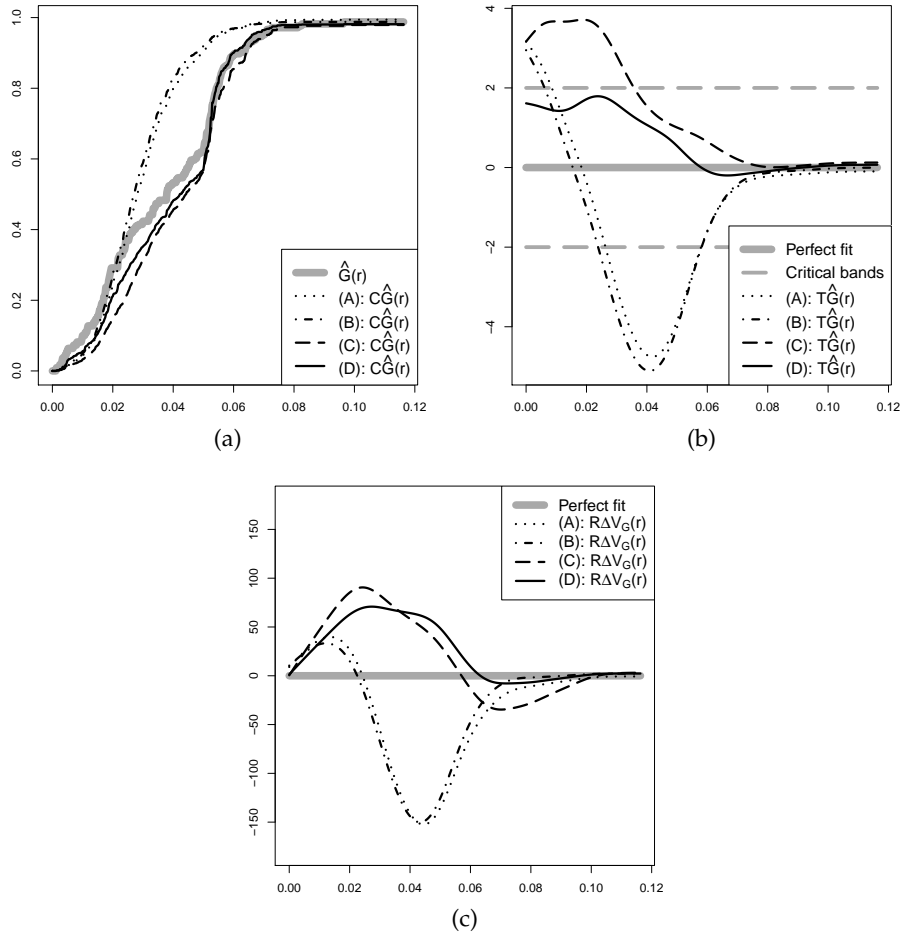 1.0
0.8
0.6
0.4
0.2
0.0
Ĝ(r)
(A): CĜ(r)
(B): CĜ(r)
(C): CĜ(r)
(D): CĜ(r)
0.00 0.02 0.04 0.06 0.08 0.10 0.12
(a)
4
2
0
−2
−4
Perfect fit
Critical bands
(A): TĜ(r)
(B): TĜ(r)
(C): TĜ(r)
(D): TĜ(r)
0.00 0.02 0.04 0.06 0.08 0.10 0.12
(b)
150
100
50
0
−50
−100
−150
Perfect fit
(A): RΔV_G(r)
(B): RΔV_G(r)
(C): RΔV_G(r)
(D): RΔV_G(r)
0.00 0.02 0.04 0.06 0.08 0.10 0.12
(c)